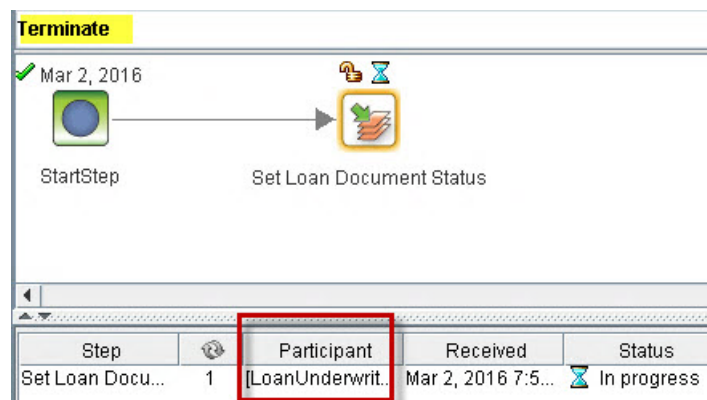 Terminate
Mar 2, 2016
StartStep
Set Loan Document Status
Step Participant Received Status
Set Loan Docu... 1 [LoanUnderwrit... Mar 2, 2016 7:5... In progress